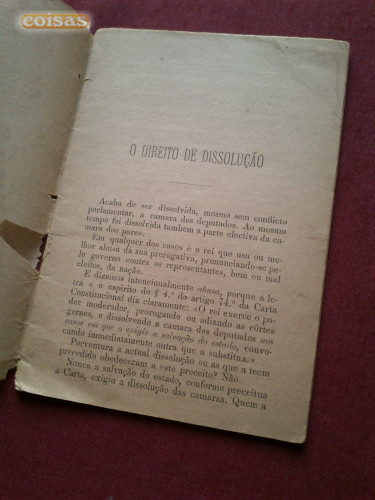 coisas
O DIREITO DE DISSOLUÇÃO
Acaba de ser dissolvida, mesmo sem conflicto
parlamentar, a camara dos deputados. Ao mesmo
tempo foi dissolvida tambem a parte electiva da ca-
mara dos pares.
Em qualquer dos casos é o rei que usa ou me-
lhor abusa da sua prerogativa, pronunciando-se pe-
lo governo contra os representantes, bem ou mal
eleitos, da nação.
E dizemos intencionalmente abusa, porque a le-
tra e o espirito do § 4.º do artigo 74.º da Carta
Constitucional diz claramente: «O rei exerce o po-
der moderador, prorogando ou adiando as côrtes
geraes, e dissolvendo a camara dos deputados nos
casos em que o exigir a salvação do estado, convo-
cando immediatamente outra que a substitua.»
Porventura a actual dissolução ou as que a teem
precedido obedeceram a este preceito? Não.
Nunca a salvação do estado, conforme preceitua
a Carta, exigiu a dissolução das camaras. Quem a